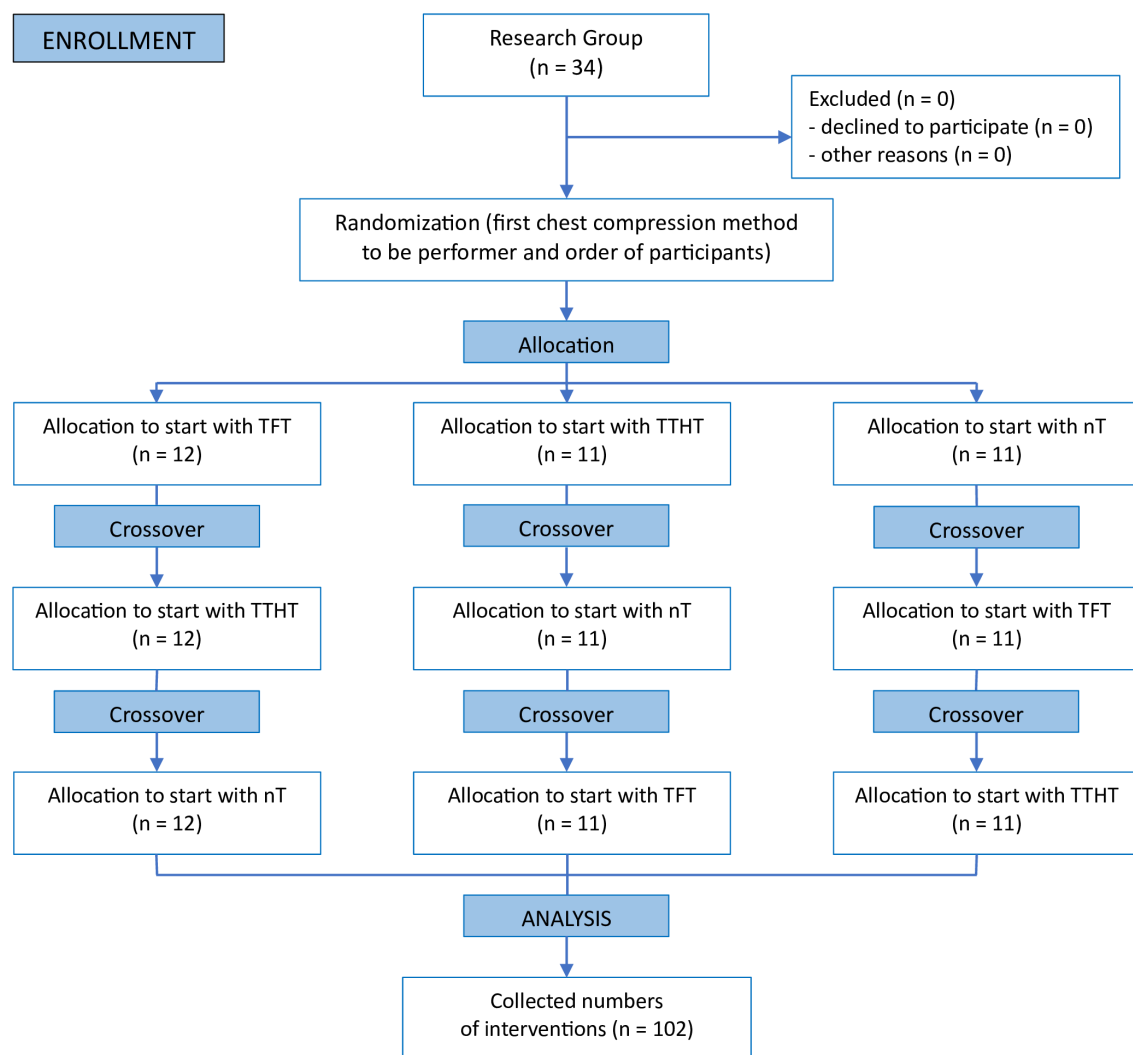 ENROLLMENT
Research Group
(n = 34)
Excluded (n = 0)
- declined to participate (n = 0)
- other reasons (n = 0)
Randomization (first chest compression method
to be performer and order of participants)
Allocation
Allocation to start with TFT
(n = 12)
Allocation to start with TTHT
(n = 11)
Allocation to start with nT
(n = 11)
Crossover
Crossover
Crossover
Allocation to start with TTHT
(n = 12)
Allocation to start with nT
(n = 11)
Allocation to start with TFT
(n = 11)
Crossover
Crossover
Crossover
Allocation to start with nT
(n = 12)
Allocation to start with TFT
(n = 11)
Allocation to start with TTHT
(n = 11)
ANALYSIS
Collected numbers
of interventions (n = 102)